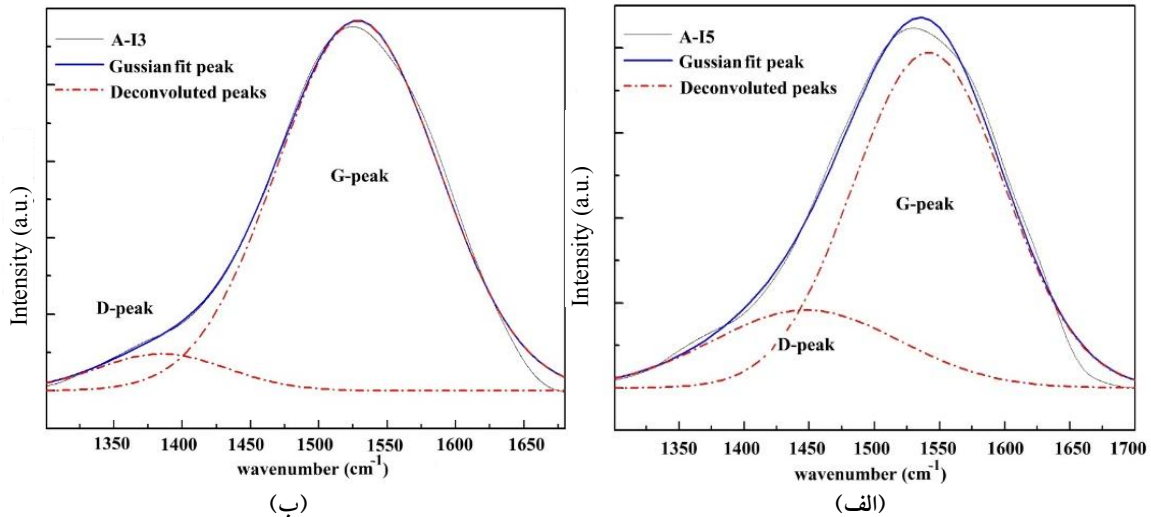 A-I3
Gussian fit peak
Deconvoluted peaks
G-peak
D-peak
Intensity (a.u.)
1350 1400 1450 1500 1550 1600 1650
wavenumber (cm⁻¹)
(ب)
A-I5
Gussian fit peak
Deconvoluted peaks
G-peak
D-peak
Intensity (a.u.)
1350 1400 1450 1500 1550 1600 1650 1700
wavenumber (cm⁻¹)
(الف)